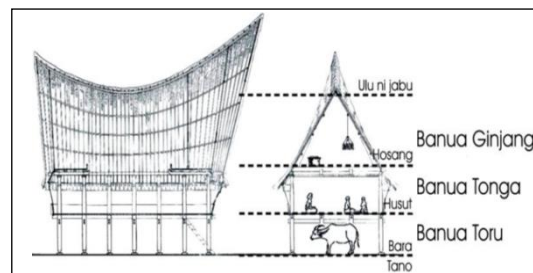 Ulu ni jabu
Banua Ginjang
Hosang
Banua Tonga
Husut
Banua Toru
Bara
Tano